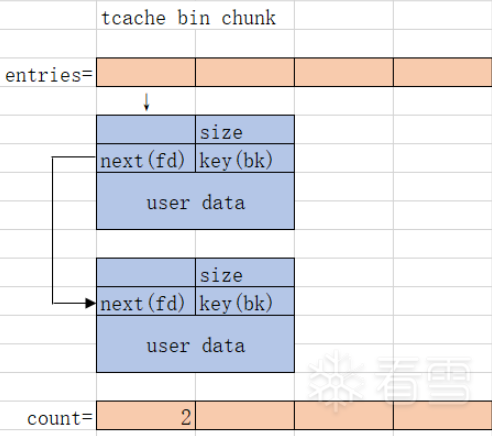 tcache bin chunk
entries=
↓
size
next(fd) key(bk)
user data
size
next(fd) key(bk)
user data
看雪
count= 2